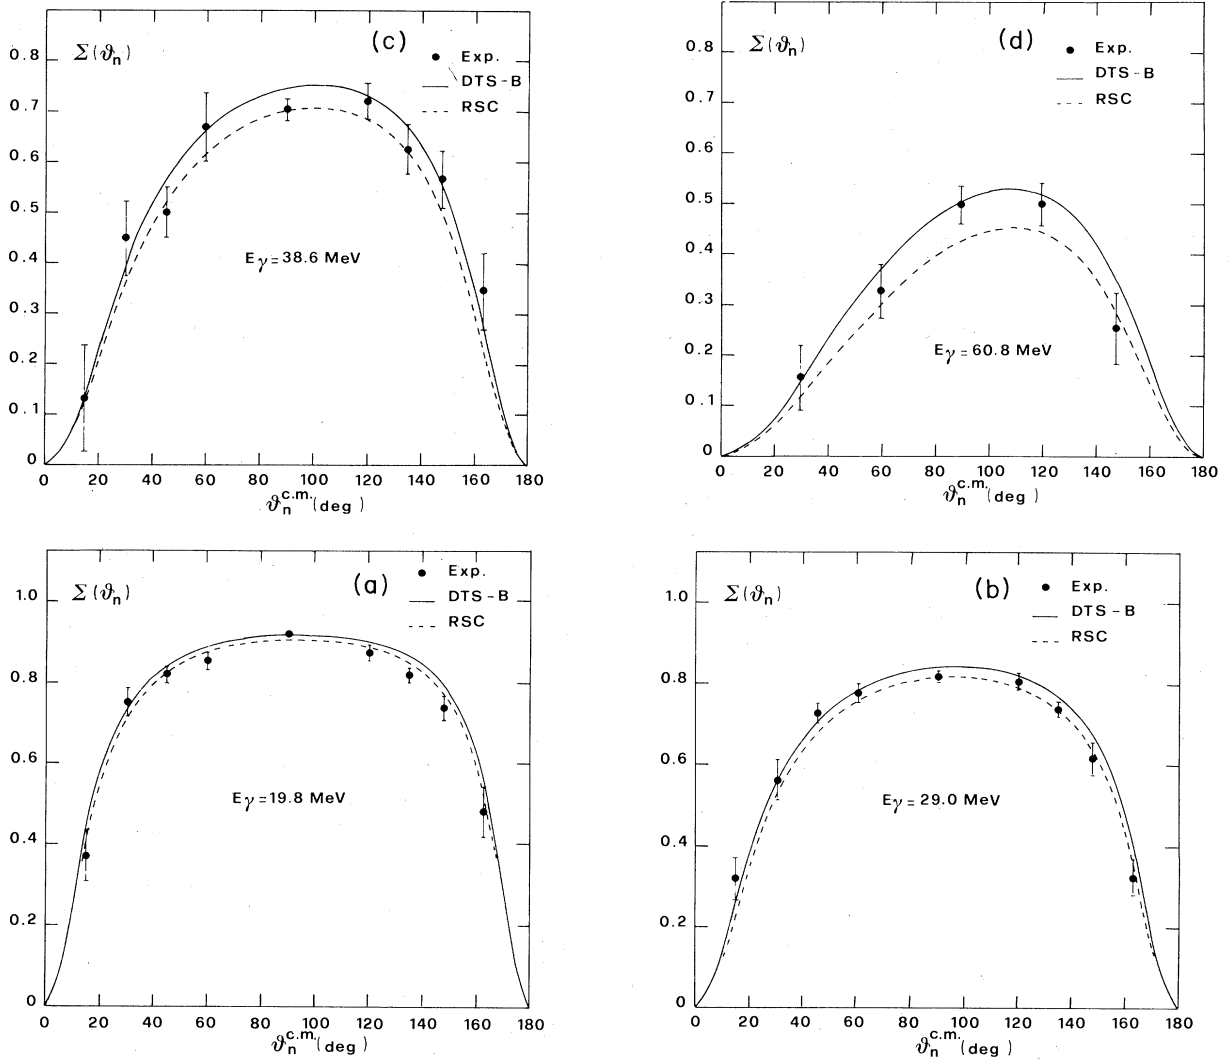 (c)
Σ(ϑn)
Exp.
DTS-B
RSC
0.8
0.7
0.6
0.5
0.4
0.3
0.2
0.1
0
Eγ=38.6 MeV
0 20 40 60 80 100 120 140 160 180
ϑn c.m. (deg)
(d)
Σ(ϑn)
Exp.
DTS-B
RSC
0.8
0.7
0.6
0.5
0.4
0.3
0.2
0.1
0
Eγ=60.8 MeV
0 20 40 60 80 100 120 140 160 180
ϑn c.m. (deg)
(a)
Σ(ϑn)
Exp.
DTS-B
RSC
1.0
0.8
0.6
0.4
0.2
0
Eγ=19.8 MeV
0 20 40 60 80 100 120 140 160 180
ϑn c.m. (deg)
(b)
Σ(ϑn)
Exp.
DTS-B
RSC
1.0
0.8
0.6
0.4
0.2
0
Eγ=29.0 MeV
0 20 40 60 80 100 120 140 160 180
ϑn c.m. (deg)